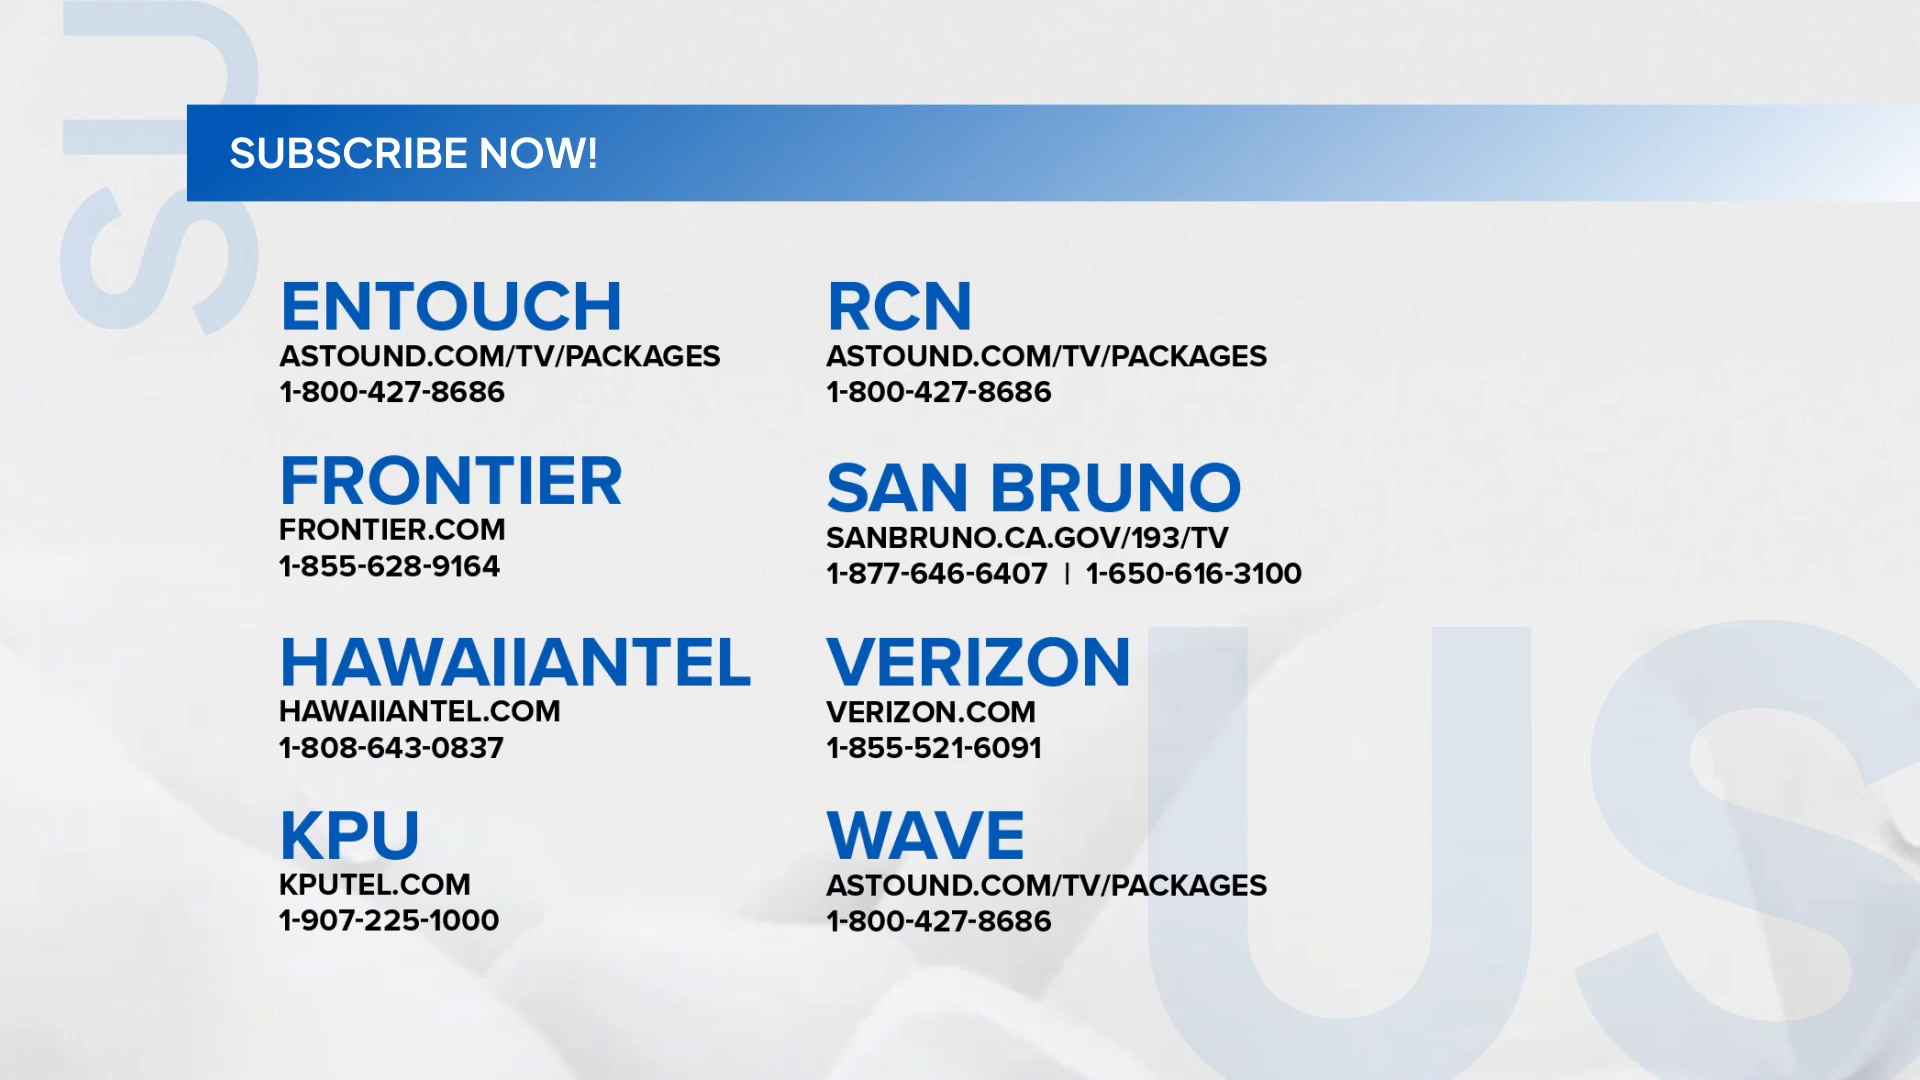 US
SUBSCRIBE NOW!
ENTOUCH
ASTOUND.COM/TV/PACKAGES
1-800-427-8686
FRONTIER
FRONTIER.COM
1-855-628-9164
HAWAIIANTEL
HAWAIIANTEL.COM
1-808-643-0837
KPU
KPUTEL.COM
1-907-225-1000
RCN
ASTOUND.COM/TV/PACKAGES
1-800-427-8686
SAN BRUNO
SANBRUNO.CA.GOV/193/TV
1-877-646-6407 | 1-650-616-3100
VERIZON
VERIZON.COM
1-855-521-6091
WAVE
ASTOUND.COM/TV/PACKAGES
1-800-427-8686
US